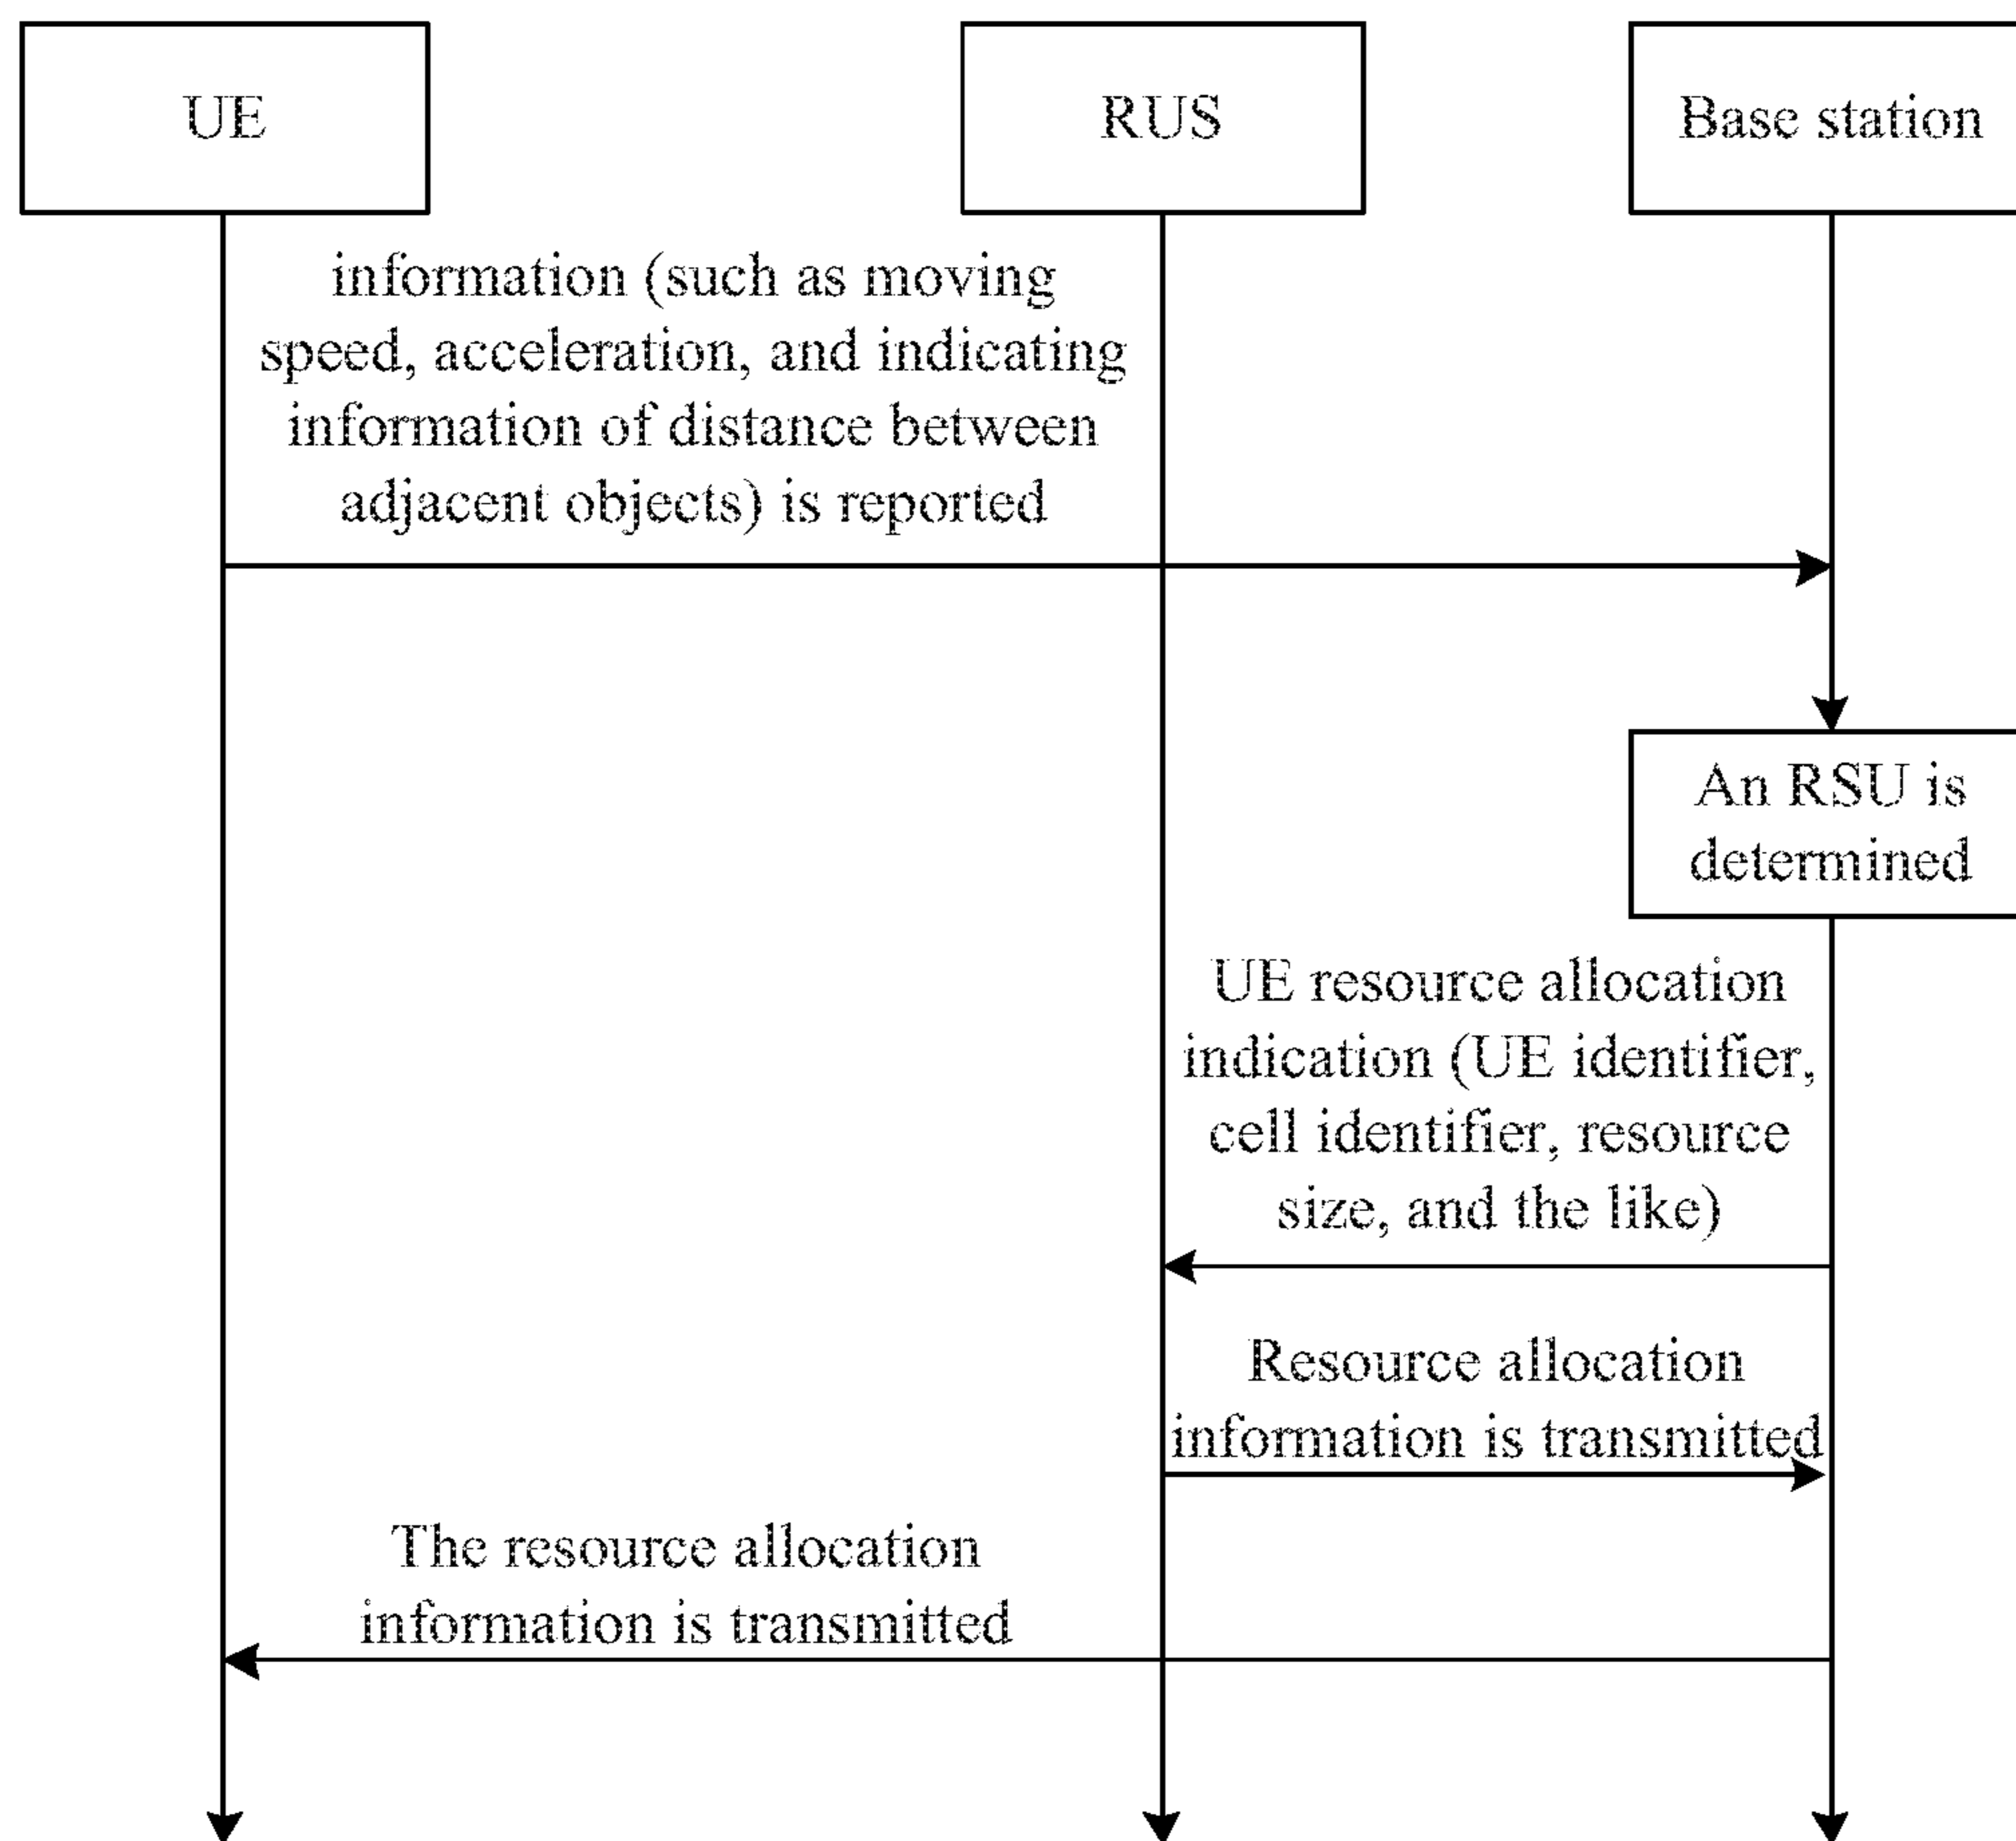 UE
RUS
Base station
information (such as moving
speed, acceleration, and indicating
information of distance between
adjacent objects) is reported
An RSU is
determined
UE resource allocation
indication (UE identifier,
cell identifier, resource
size, and the like)
Resource allocation
information is transmitted
The resource allocation
information is transmitted